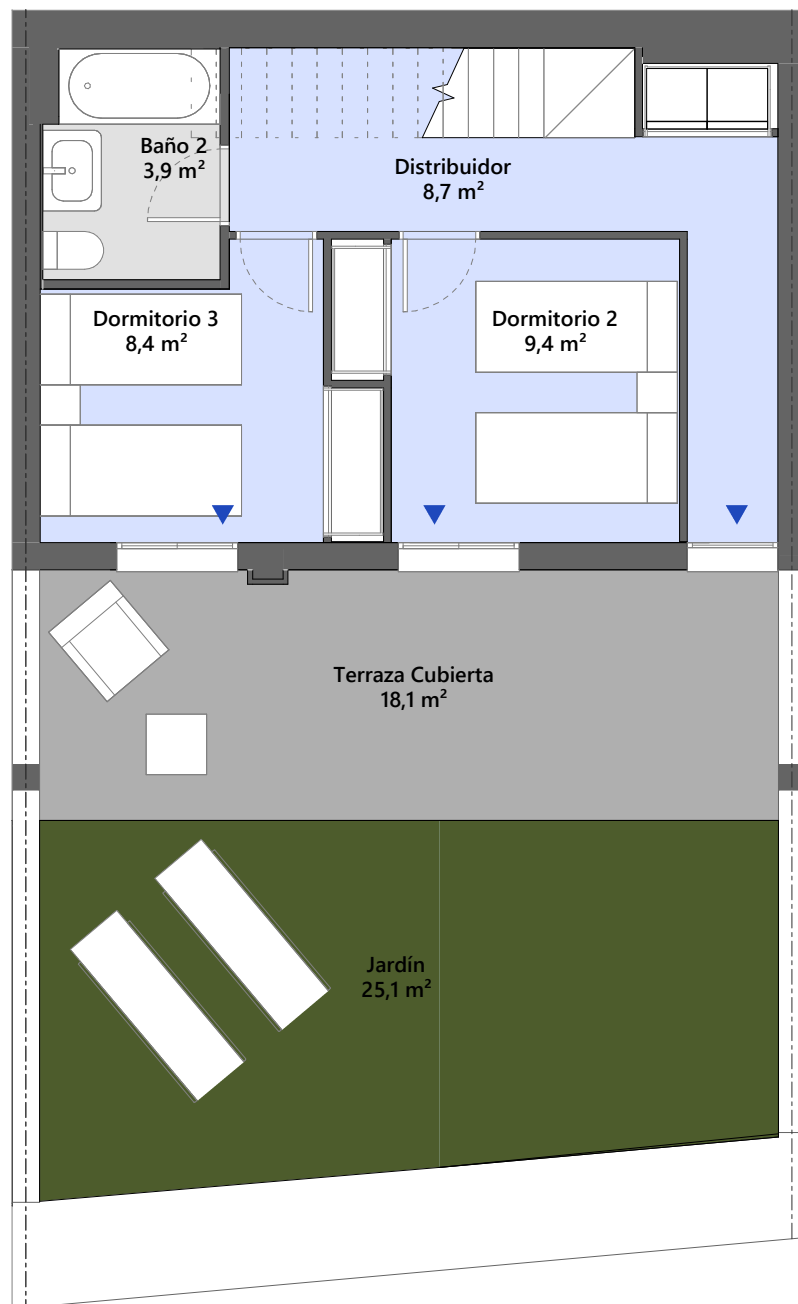 Baño 2
3,9 m²
Distribuidor
8,7 m²
Dormitorio 3
8,4 m²
Dormitorio 2
9,4 m²
Terraza Cubierta
18,1 m²
Jardín
25,1 m²